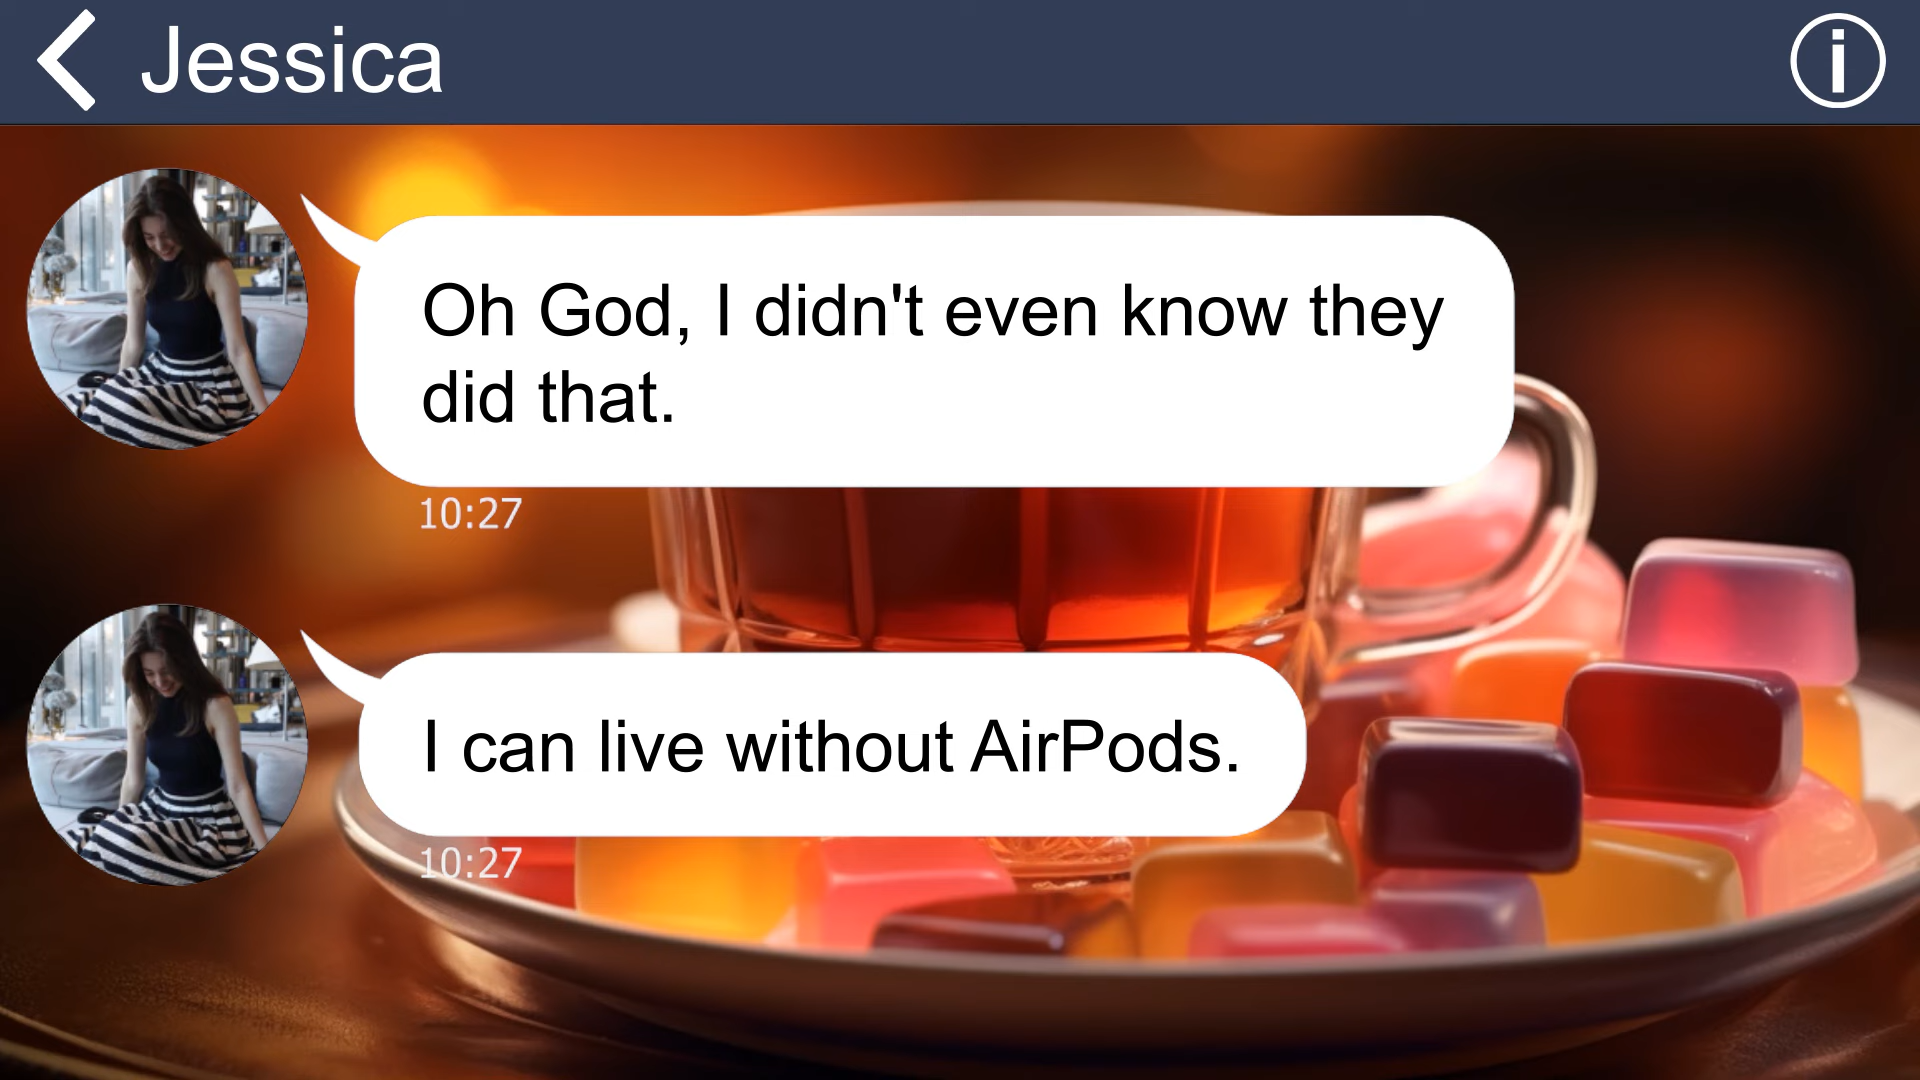 Jessica
Oh God, I didn't even know they
did that.
10:27
I can live without AirPods.
10:27